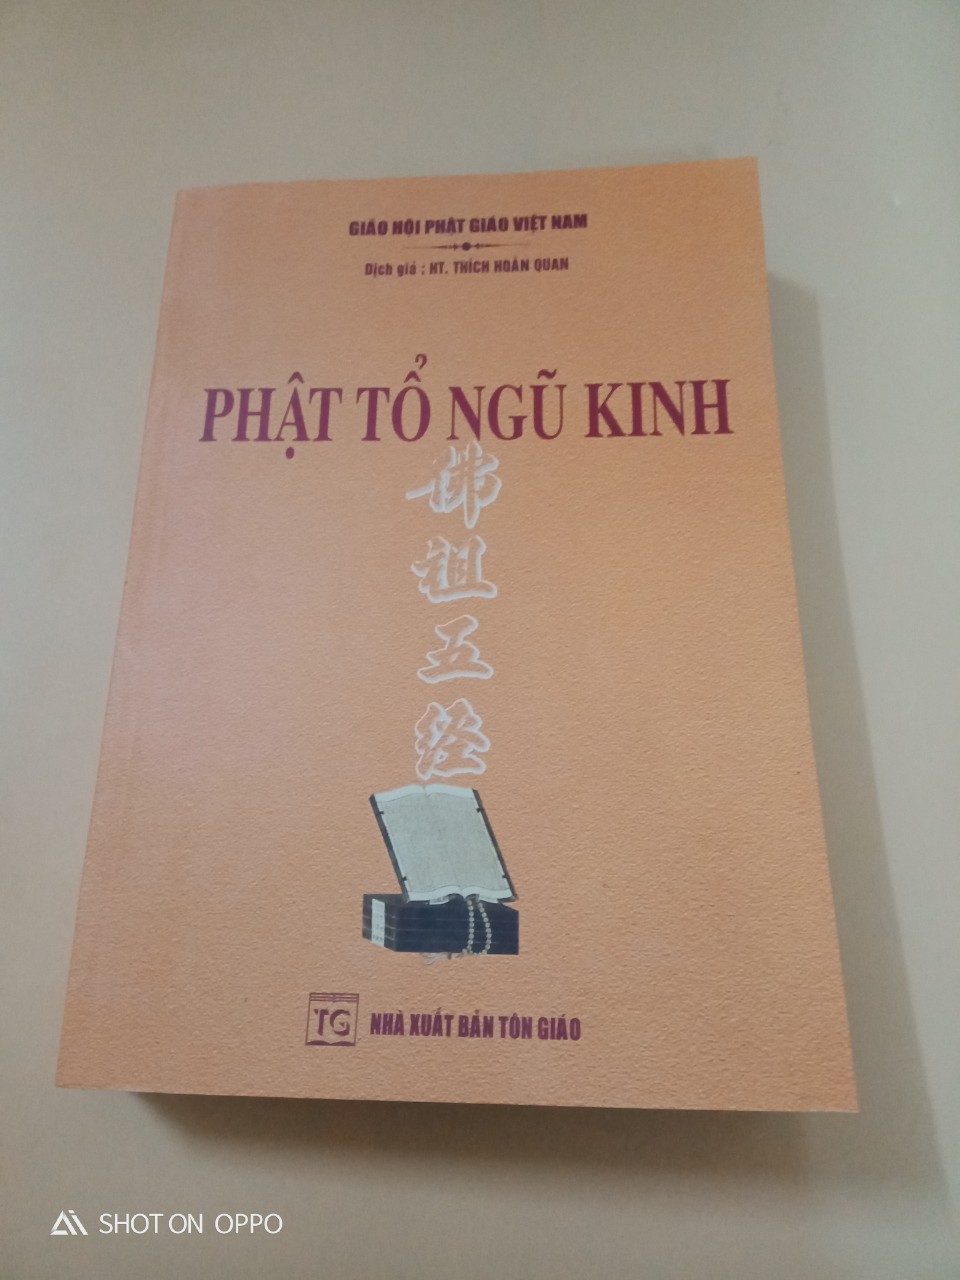 GIÁO HỘI PHẬT GIÁO VIỆT NAM
Dịch giả : HT. THÍCH HOÀN QUAN
PHẬT TỔ NGŨ KINH
佛
祖
五
經
TG
NHÀ XUẤT BẢN TÔN GIÁO
SHOT ON OPPO